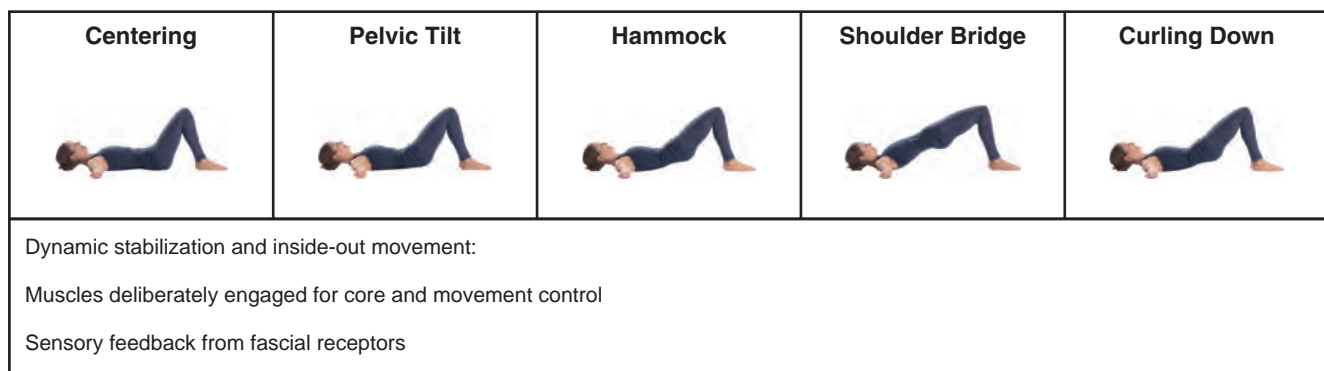 Centering
Pelvic Tilt
Hammock
Shoulder Bridge
Curling Down
Dynamic stabilization and inside-out movement:
Muscles deliberately engaged for core and movement control
Sensory feedback from fascial receptors